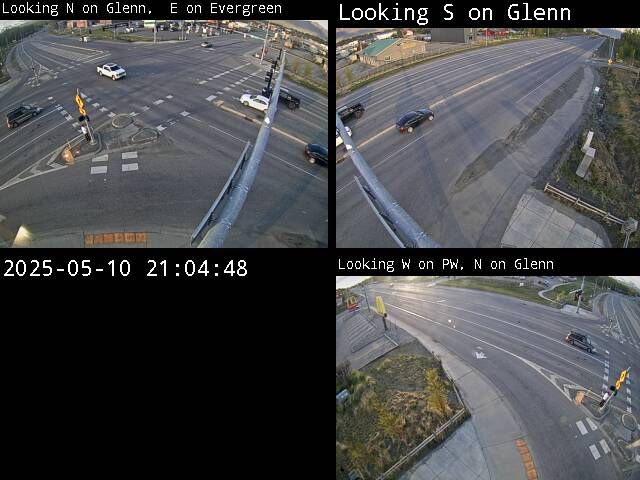 Looking N on Glenn,  E on Evergreen
Looking S on Glenn
2025-05-10 21:04:48
Looking W on PW, N on Glenn